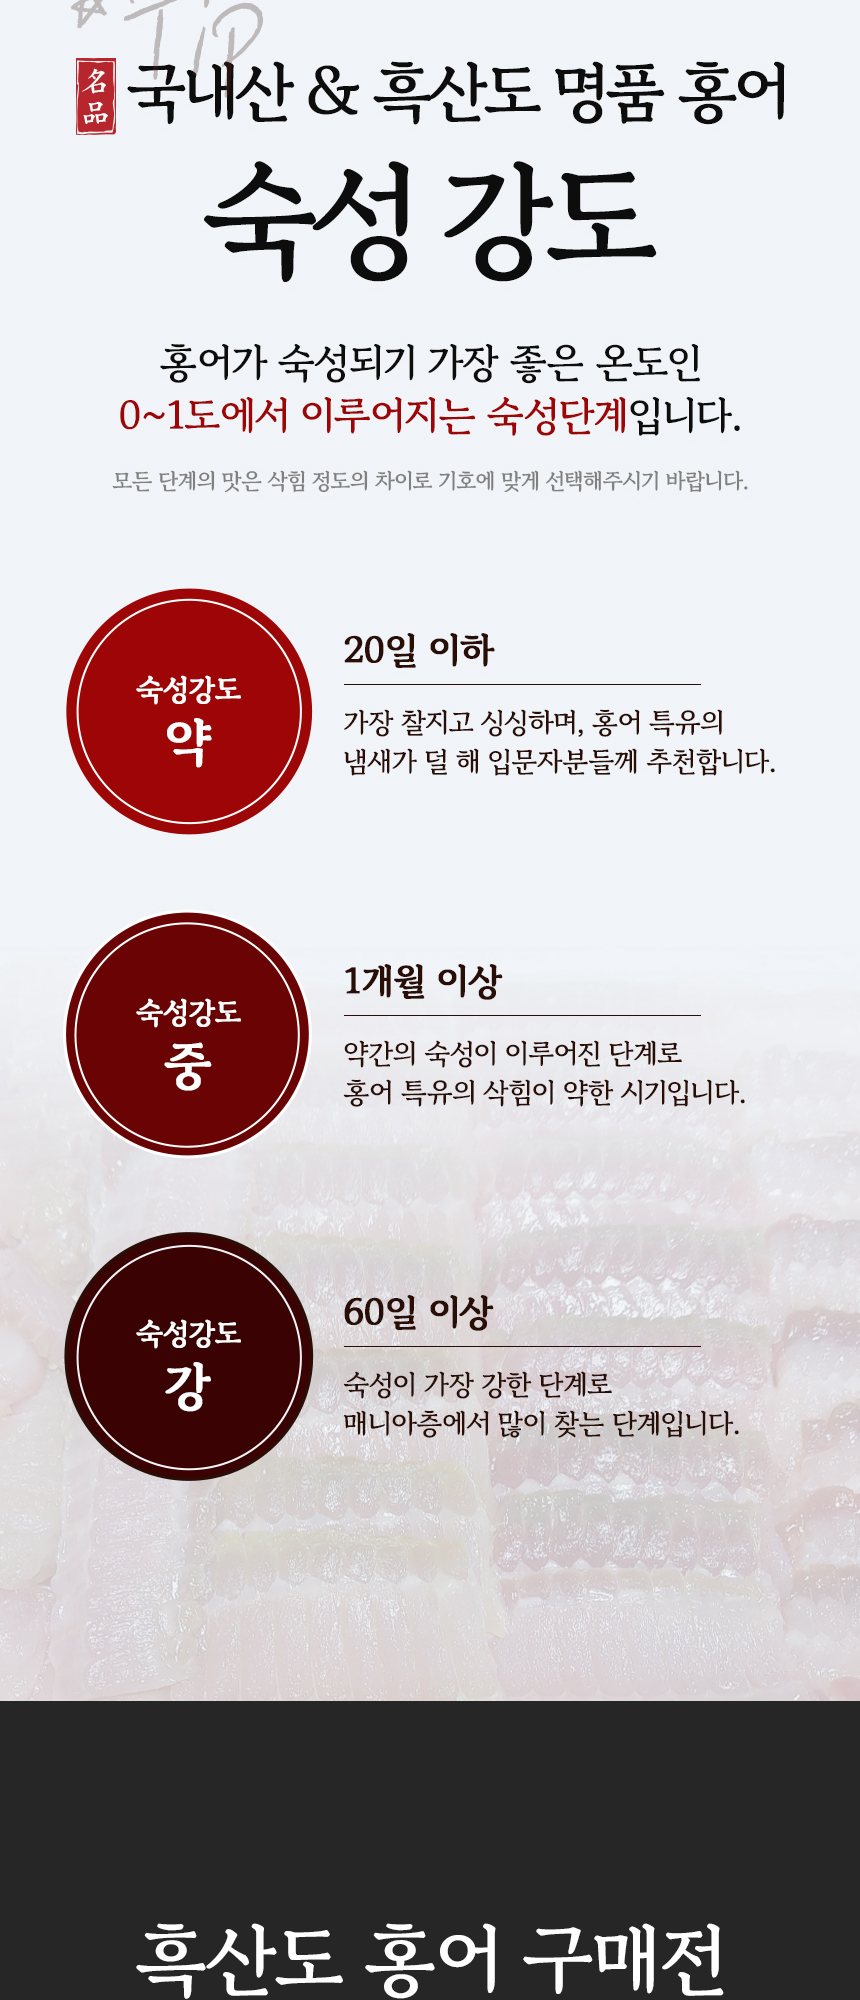 TIP
名品
국내산 & 흑산도 명품 홍어
숙성 강도
홍어가 숙성되기 가장 좋은 온도인
0~1도에서 이루어지는 숙성단계입니다.
모든 단계의 맛은 삭힘 정도의 차이로 기호에 맞게 선택해주시기 바랍니다.
숙성강도
약
20일 이하
가장 찰지고 싱싱하며, 홍어 특유의
냄새가 덜 해 입문자분들께 추천합니다.
숙성강도
중
1개월 이상
약간의 숙성이 이루어진 단계로
홍어 특유의 삭힘이 약한 시기입니다.
숙성강도
강
60일 이상
숙성이 가장 강한 단계로
매니아층에서 많이 찾는 단계입니다.
흑산도 홍어 구매전